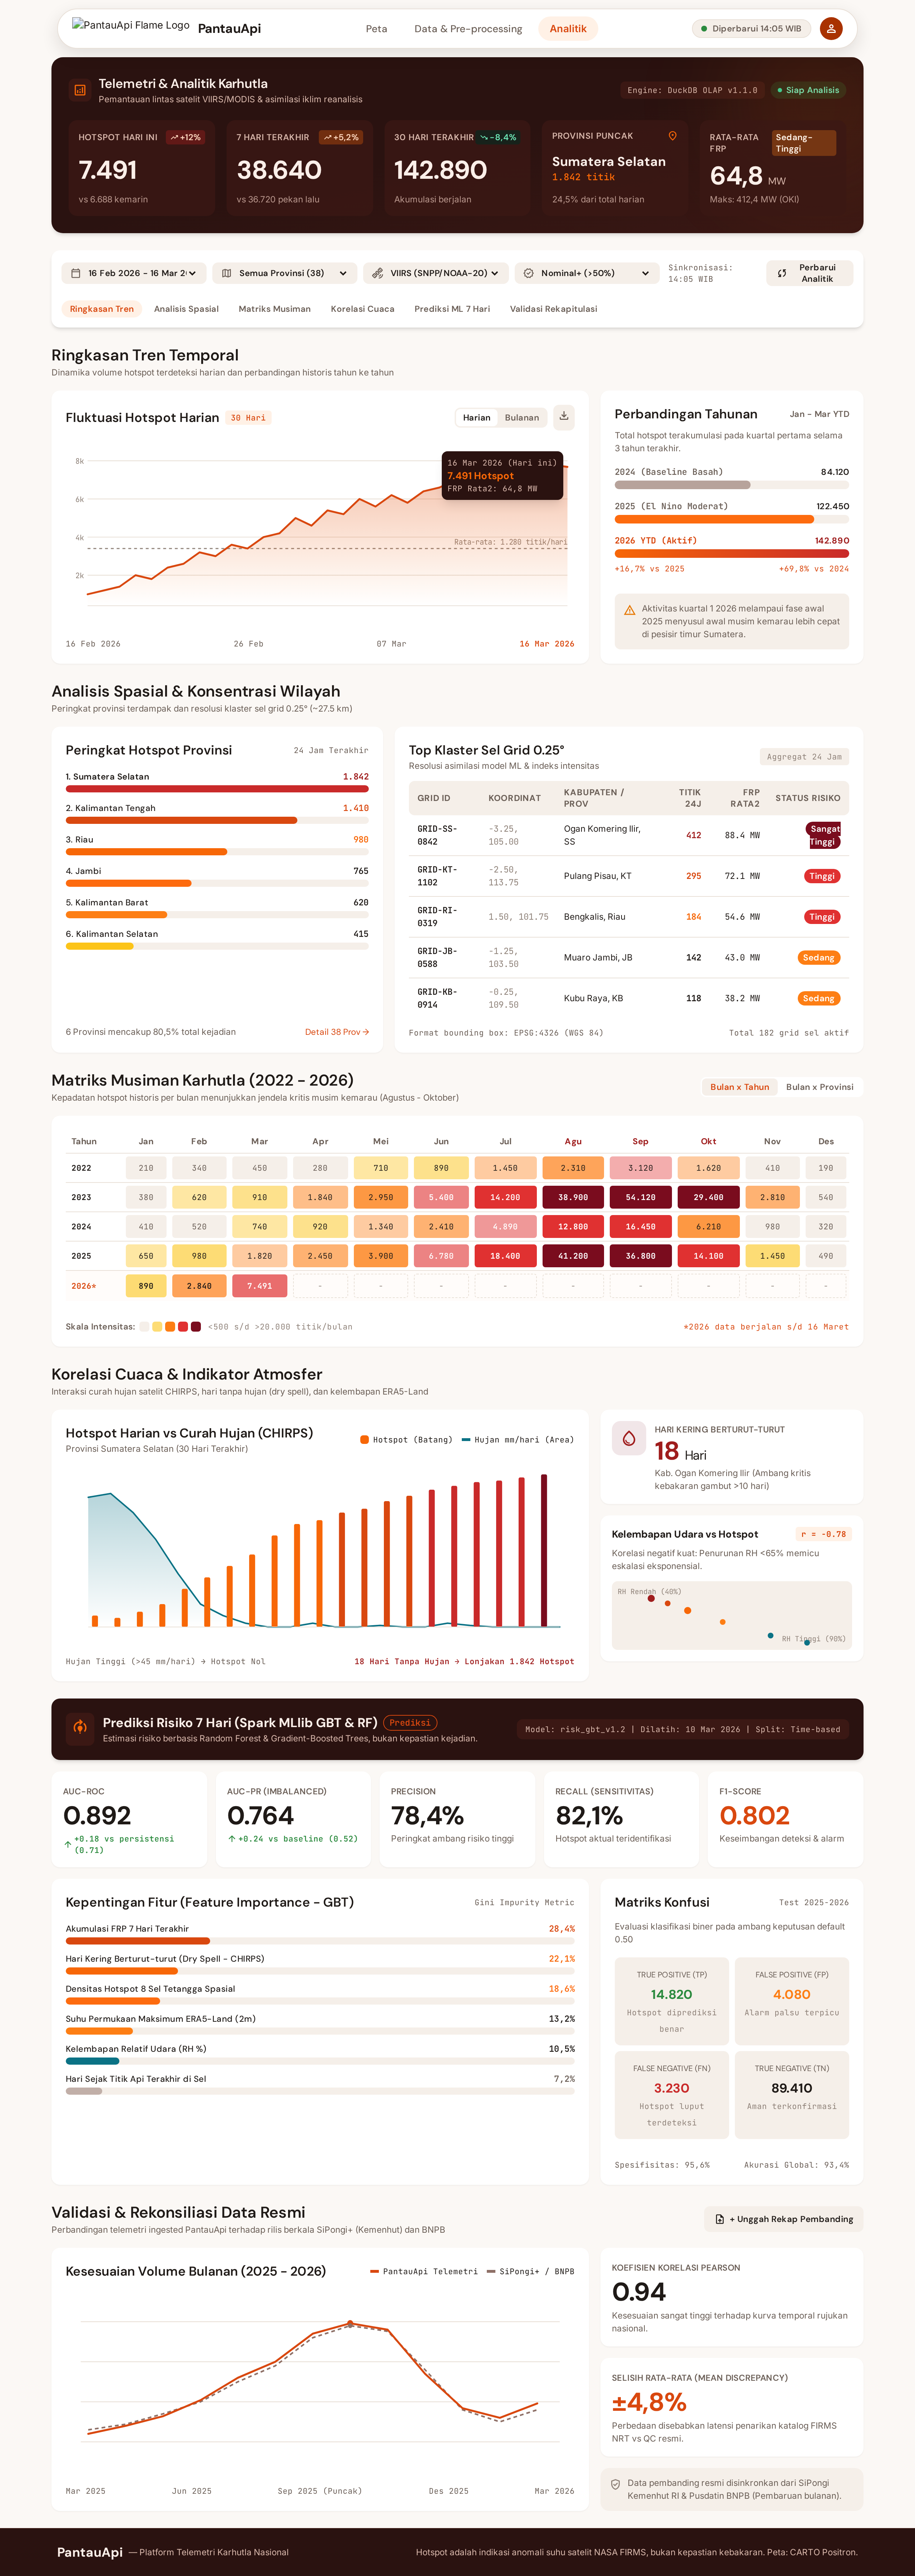 PantauApi Flame Logo PantauApi Peta Data & Pre-processing Analitik Diperbarui 14:05 WIB
Telemetri & Analitik Karhutla
Pemantauan lintas satelit VIIRS/MODIS & asimilasi iklim reanalisis
Engine: DuckDB OLAP v1.1.0 Siap Analisis
HOTSPOT HARI INI +12%
7.491
vs 6.688 kemarin
7 HARI TERAKHIR +5,2%
38.640
vs 36.720 pekan lalu
30 HARI TERAKHIR -8,4%
142.890
Akumulasi berjalan
PROVINSI PUNCAK
Sumatera Selatan
1.842 titik
24,5% dari total harian
RATA-RATA
FRP
Sedang-
Tinggi
64,8 MW
Maks: 412,4 MW (OKI)
16 Feb 2026 - 16 Mar 2 Semua Provinsi (38) VIIRS (SNPP/NOAA-20) Nominal+ (>50%)
Sinkronisasi:
14:05 WIB
Perbarui
Analitik
Ringkasan Tren Analisis Spasial Matriks Musiman Korelasi Cuaca Prediksi ML 7 Hari Validasi Rekapitulasi
Ringkasan Tren Temporal
Dinamika volume hotspot terdeteksi harian dan perbandingan historis tahun ke tahun
Fluktuasi Hotspot Harian 30 Hari Harian Bulanan
8k
6k
4k
2k
16 Mar 2026 (Hari ini)
7.491 Hotspot
FRP Rata2: 64,8 MW
Rata-rata: 1.280 titik/hari
16 Feb 2026 26 Feb 07 Mar 16 Mar 2026
Perbandingan Tahunan Jan - Mar YTD
Total hotspot terakumulasi pada kuartal pertama selama
3 tahun terakhir.
2024 (Baseline Basah) 84.120
2025 (El Nino Moderat) 122.450
2026 YTD (Aktif) 142.890
+16,7% vs 2025 +69,8% vs 2024
Aktivitas kuartal 1 2026 melampaui fase awal
2025 menyusul awal musim kemarau lebih cepat
di pesisir timur Sumatera.
Analisis Spasial & Konsentrasi Wilayah
Peringkat provinsi terdampak dan resolusi klaster sel grid 0.25° (~27.5 km)
Peringkat Hotspot Provinsi 24 Jam Terakhir
1. Sumatera Selatan 1.842
2. Kalimantan Tengah 1.410
3. Riau 980
4. Jambi 765
5. Kalimantan Barat 620
6. Kalimantan Selatan 415
6 Provinsi mencakup 80,5% total kejadian Detail 38 Prov →
Top Klaster Sel Grid 0.25°
Resolusi asimilasi model ML & indeks intensitas
Aggregat 24 Jam
GRID ID KOORDINAT KABUPATEN / PROV TITIK 24J FRP RATA2 STATUS RISIKO
GRID-SS-0842 -3.25, 105.00 Ogan Komering Ilir, SS 412 88.4 MW Sangat Tinggi
GRID-KT-1102 -2.50, 113.75 Pulang Pisau, KT 295 72.1 MW Tinggi
GRID-RI-0319 1.50, 101.75 Bengkalis, Riau 184 54.6 MW Tinggi
GRID-JB-0588 -1.25, 103.50 Muaro Jambi, JB 142 43.0 MW Sedang
GRID-KB-0914 -0.25, 109.50 Kubu Raya, KB 118 38.2 MW Sedang
Format bounding box: EPSG:4326 (WGS 84) Total 182 grid sel aktif
Matriks Musiman Karhutla (2022 - 2026)
Kepadatan hotspot historis per bulan menunjukkan jendela kritis musim kemarau (Agustus - Oktober)
Bulan x Tahun Bulan x Provinsi
Tahun Jan Feb Mar Apr Mei Jun Jul Agu Sep Okt Nov Des
2022 210 340 450 280 710 890 1.450 2.310 3.120 1.620 410 190
2023 380 620 910 1.840 2.950 5.400 14.200 38.900 54.120 29.400 2.810 540
2024 410 520 740 920 1.340 2.410 4.890 12.800 16.450 6.210 980 320
2025 650 980 1.820 2.450 3.900 6.780 18.400 41.200 36.800 14.100 1.450 490
2026* 890 2.840 7.491 - - - - - - - - -
Skala Intensitas: <500 s/d >20.000 titik/bulan *2026 data berjalan s/d 16 Maret
Korelasi Cuaca & Indikator Atmosfer
Interaksi curah hujan satelit CHIRPS, hari tanpa hujan (dry spell), dan kelembapan ERA5-Land
Hotspot Harian vs Curah Hujan (CHIRPS)
Provinsi Sumatera Selatan (30 Hari Terakhir)
Hotspot (Batang) Hujan mm/hari (Area)
Hujan Tinggi (>45 mm/hari) → Hotspot Nol 18 Hari Tanpa Hujan → Lonjakan 1.842 Hotspot
HARI KERING BERTURUT-TURUT
18 Hari
Kab. Ogan Komering Ilir (Ambang kritis
kebakaran gambut >10 hari)
Kelembapan Udara vs Hotspot r = -0.78
Korelasi negatif kuat: Penurunan RH <65% memicu
eskalasi eksponensial.
RH Rendah (40%)
RH Tinggi (90%)
Prediksi Risiko 7 Hari (Spark MLlib GBT & RF) Prediksi
Estimasi risiko berbasis Random Forest & Gradient-Boosted Trees, bukan kepastian kejadian.
Model: risk_gbt_v1.2 | Dilatih: 10 Mar 2026 | Split: Time-based
AUC-ROC
0.892
+0.18 vs persistensi
(0.71)
AUC-PR (IMBALANCED)
0.764
+0.24 vs baseline (0.52)
PRECISION
78,4%
Peringkat ambang risiko tinggi
RECALL (SENSITIVITAS)
82,1%
Hotspot aktual teridentifikasi
F1-SCORE
0.802
Keseimbangan deteksi & alarm
Kepentingan Fitur (Feature Importance - GBT) Gini Impurity Metric
Akumulasi FRP 7 Hari Terakhir 28,4%
Hari Kering Berturut-turut (Dry Spell - CHIRPS) 22,1%
Densitas Hotspot 8 Sel Tetangga Spasial 18,6%
Suhu Permukaan Maksimum ERA5-Land (2m) 13,2%
Kelembapan Relatif Udara (RH %) 10,5%
Hari Sejak Titik Api Terakhir di Sel 7,2%
Matriks Konfusi Test 2025-2026
Evaluasi klasifikasi biner pada ambang keputusan default
0.50
TRUE POSITIVE (TP)
14.820
Hotspot diprediksi
benar
FALSE POSITIVE (FP)
4.080
Alarm palsu terpicu
FALSE NEGATIVE (FN)
3.230
Hotspot luput
terdeteksi
TRUE NEGATIVE (TN)
89.410
Aman terkonfirmasi
Spesifisitas: 95,6% Akurasi Global: 93,4%
Validasi & Rekonsiliasi Data Resmi
Perbandingan telemetri ingested PantauApi terhadap rilis berkala SiPongi+ (Kemenhut) dan BNPB
+ Unggah Rekap Pembanding
Kesesuaian Volume Bulanan (2025 - 2026) PantauApi Telemetri SiPongi+ / BNPB
Mar 2025 Jun 2025 Sep 2025 (Puncak) Des 2025 Mar 2026
KOEFISIEN KORELASI PEARSON
0.94
Kesesuaian sangat tinggi terhadap kurva temporal rujukan
nasional.
SELISIH RATA-RATA (MEAN DISCREPANCY)
±4,8%
Perbedaan disebabkan latensi penarikan katalog FIRMS
NRT vs QC resmi.
Data pembanding resmi disinkronkan dari SiPongi
Kemenhut RI & Pusdatin BNPB (Pembaruan bulanan).
PantauApi — Platform Telemetri Karhutla Nasional
Hotspot adalah indikasi anomali suhu satelit NASA FIRMS, bukan kepastian kebakaran. Peta: CARTO Positron.